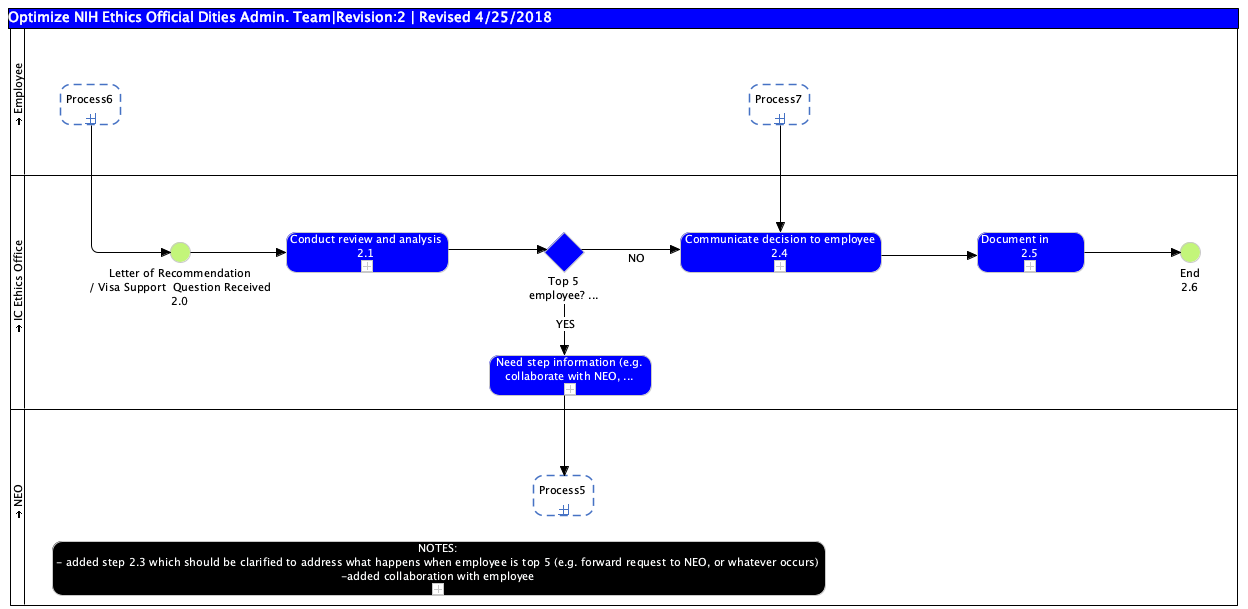 Optimize NIH Ethics Official Dities Admin. Team|Revision:2 | Revised 4/25/2018
Employee
Process6
Process7
IC Ethics Office
Letter of Recommendation
/ Visa Support  Question Received
2.0
Conduct review and analysis
2.1
Top 5
employee? ...
NO
YES
Communicate decision to employee
2.4
Document in
2.5
End
2.6
Need step information (e.g.
collaborate with NEO, ...
NEO
Process5
NOTES:
- added step 2.3 which should be clarified to address what happens when employee is top 5 (e.g. forward request to NEO, or whatever occurs)
-added collaboration with employee